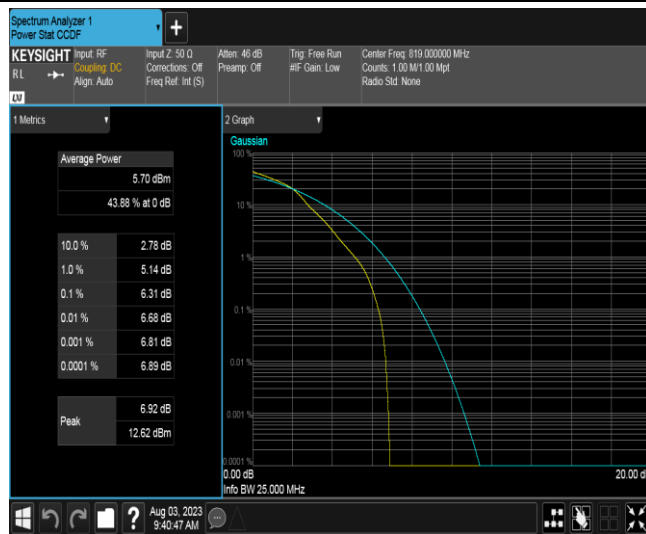 Spectrum Analyzer 1
Power Stat CCDF
KEYSIGHT
RL
LXI
Input: RF
Coupling: DC
Align: Auto
Input Z: 50 Ω
Corrections: Off
Freq Ref: Int (S)
Atten: 46 dB
Preamp: Off
Trig: Free Run
#IF Gain: Low
Center Freq: 819.000000 MHz
Counts: 1.00 M/1.00 Mpt
Radio Std: None
1 Metrics
Average Power
5.70 dBm
43.88 % at 0 dB
10.0 % 2.78 dB
1.0 % 5.14 dB
0.1 % 6.31 dB
0.01 % 6.68 dB
0.001 % 6.81 dB
0.0001 % 6.89 dB
Peak
6.92 dB
12.62 dBm
2 Graph
Gaussian
100 %
10 %
1 %
0.1 %
0.01 %
0.001 %
0.0001 %
0.00 dB
20.00 d
Info BW 25.000 MHz
?
Aug 03, 2023
9:40:47 AM